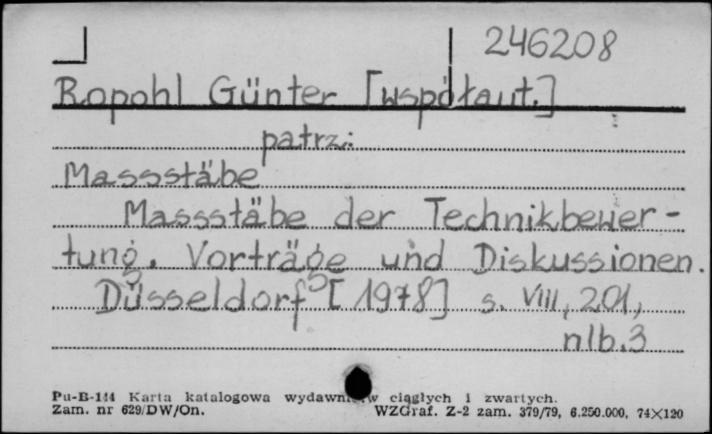 246208
Ropohl Günter [współaut.]
patrz:
Massstäbe
Massstäbe der Technikbewer-
tung. Vorträge und Diskussionen.
Düsseldorf [1978] s. VIII, 201,
nlb. 3
Pu-B-144 Karta katalogowa wydawnictw ciągłych i zwartych.
Zam. nr 629/DW/On. WZGraf. Z-2 zam. 379/79, 6.250.000, 74×120